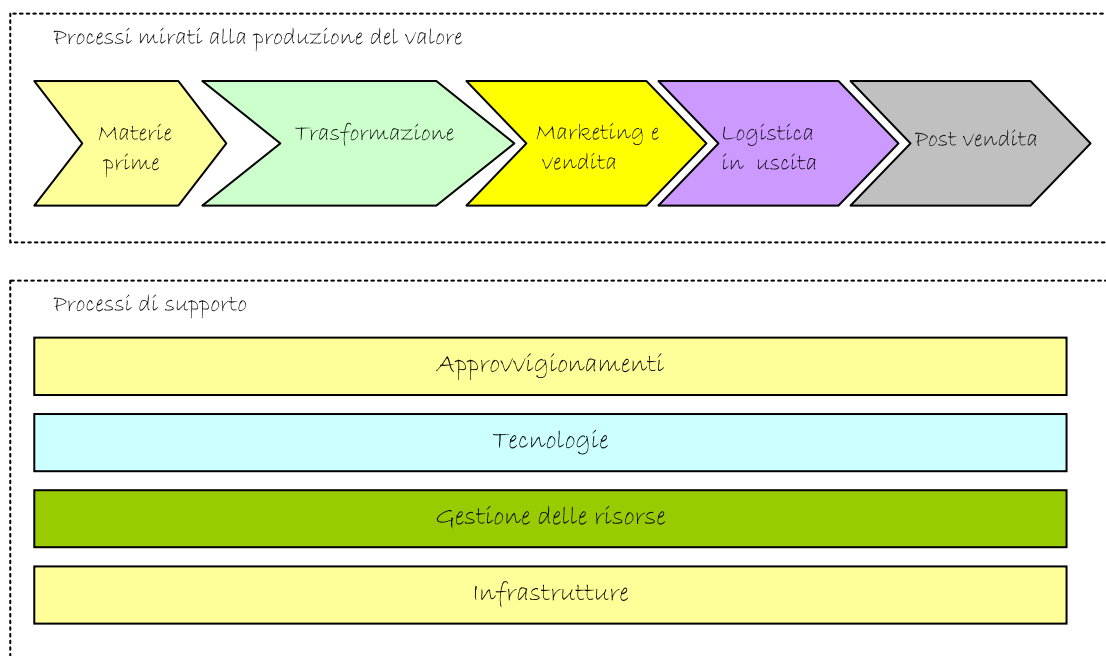 Processi mirati alla produzione del valore
Materie
prime
Trasformazione
Marketing e
vendita
Logistica
in uscita
Post vendita
Processi di supporto
Approvvigionamenti
Tecnologie
Gestione delle risorse
Infrastrutture